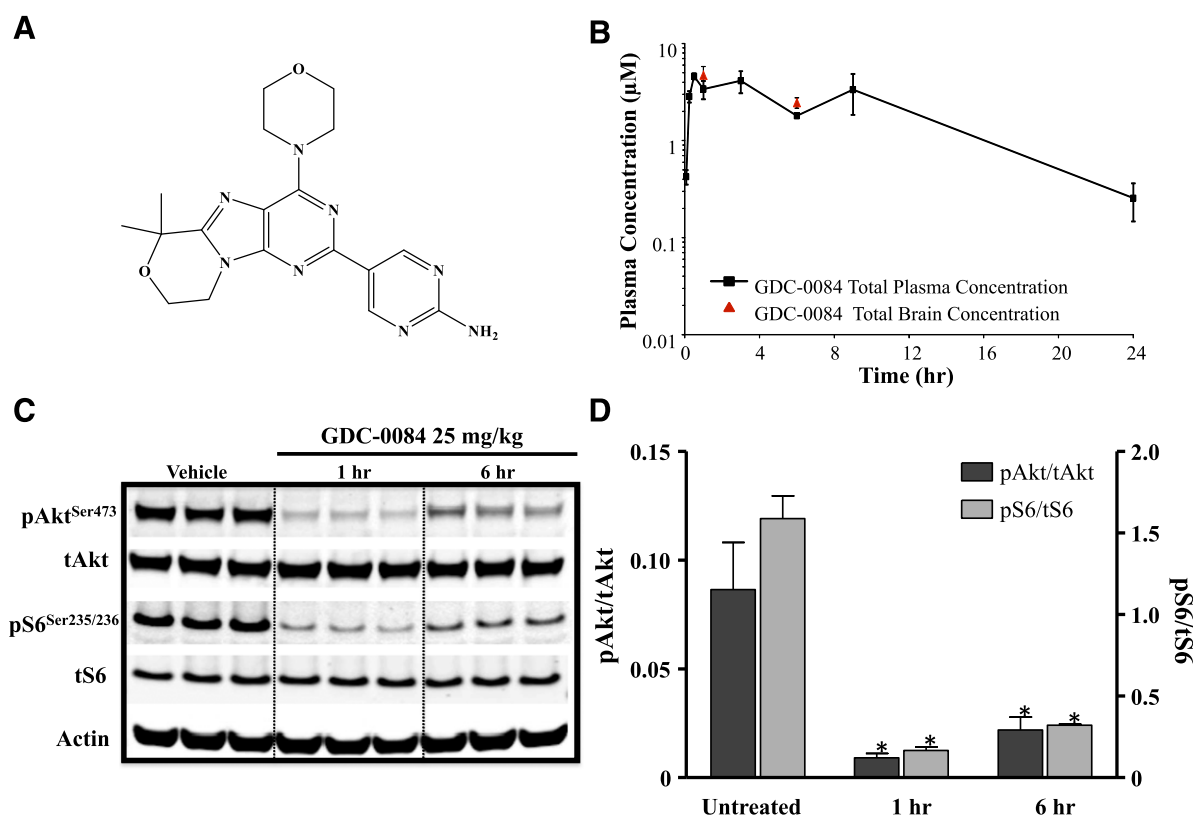 A
O
N
N
N
N
N
O
N
N
NH2
B
Plasma Concentration (µM)
10
1
0.1
0.01
0
4
8
12
16
20
24
Time (hr)
GDC-0084 Total Plasma Concentration
GDC-0084 Total Brain Concentration
C
GDC-0084 25 mg/kg
Vehicle
1 hr
6 hr
pAktSer473
tAkt
pS6Ser235/236
tS6
Actin
D
pAkt/tAkt
0.15
0.10
0.05
0
pAkt/tAkt
pS6/tS6
* *
* *
2.0
1.5
1.0
0.5
0
pS6/tS6
Untreated
1 hr
6 hr